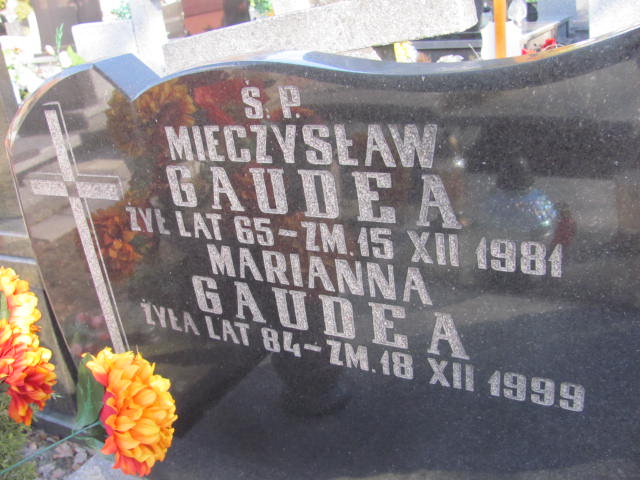 Ś.P.
MIECZYSŁAW
GAUDEA
ŻYŁ LAT 65 - ZM. 15 XII 1981
MARIANNA
GAUDEA
ŻYŁA LAT 84 - ZM. 18 XII 1999